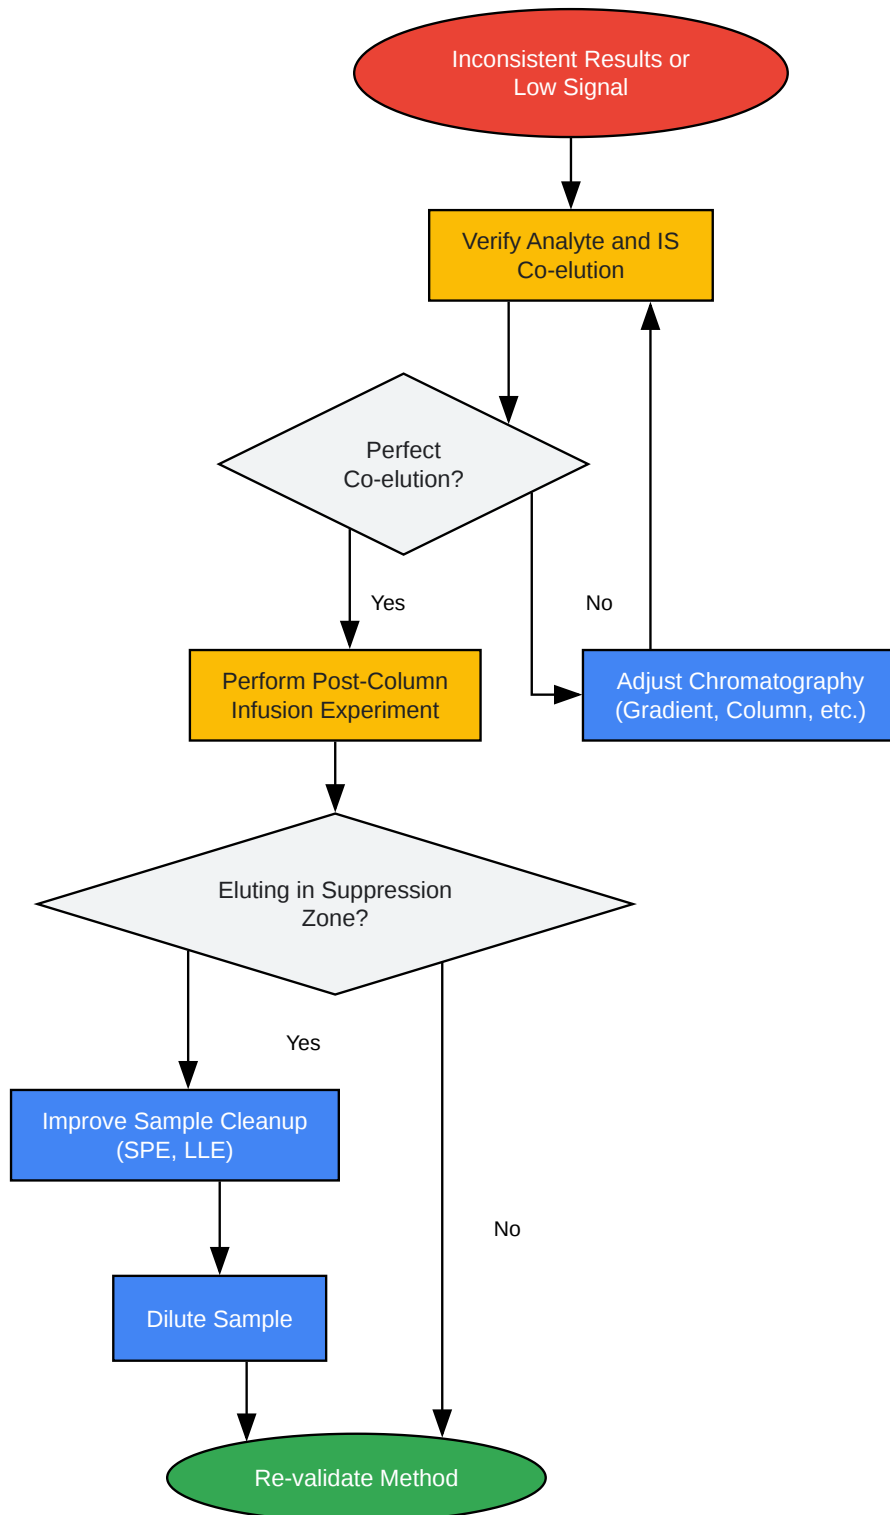 Inconsistent Results or
Low Signal
Verify Analyte and IS
Co-elution
Perfect
Co-elution?
Yes
No
Perform Post-Column
Infusion Experiment
Adjust Chromatography
(Gradient, Column, etc.)
Eluting in Suppression
Zone?
Yes
Improve Sample Cleanup
(SPE, LLE)
No
Dilute Sample
Re-validate Method